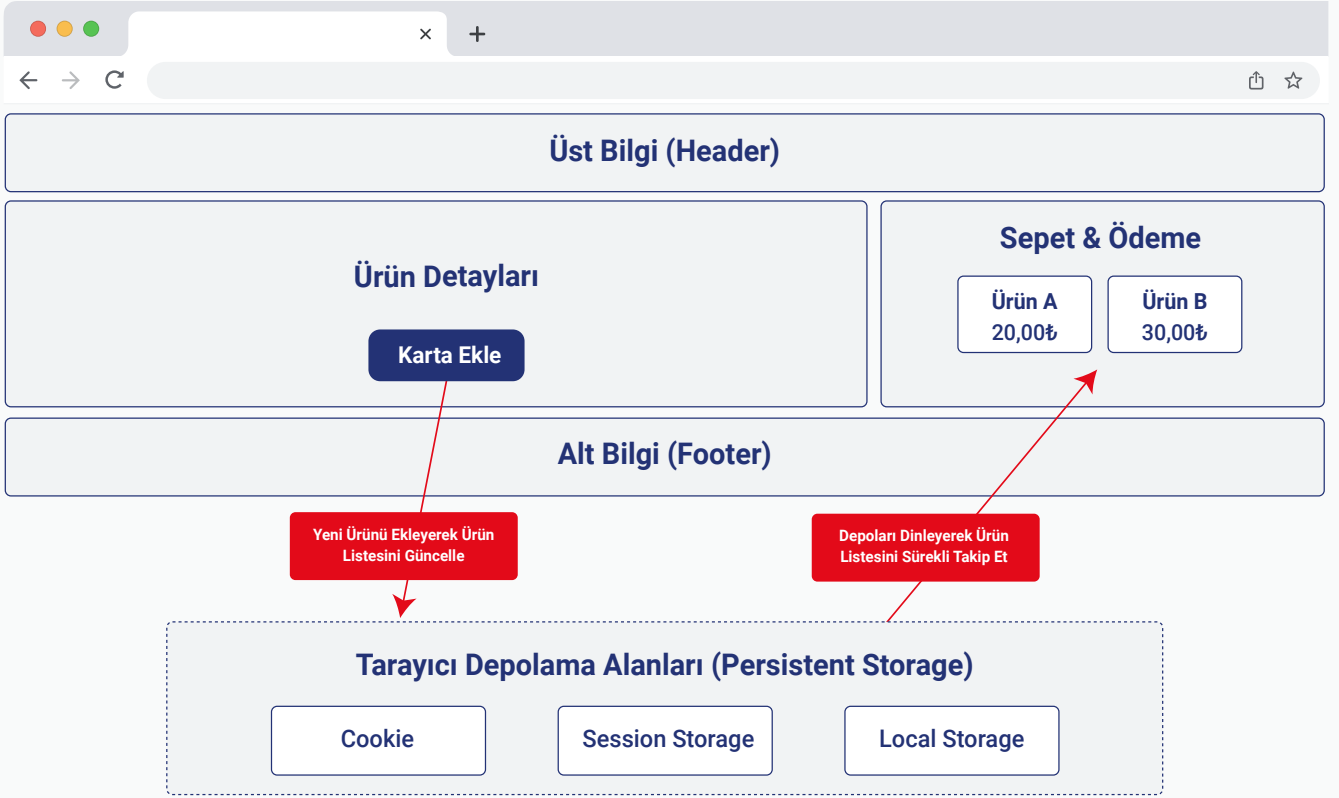 Üst Bilgi (Header)
Ürün Detayları
Karta Ekle
Sepet & Ödeme
Ürün A
20,00₺
Ürün B
30,00₺
Alt Bilgi (Footer)
Yeni Ürünü Ekleyerek Ürün
Listesini Güncelle
Depoları Dinleyerek Ürün
Listesini Sürekli Takip Et
Tarayıcı Depolama Alanları (Persistent Storage)
Cookie
Session Storage
Local Storage